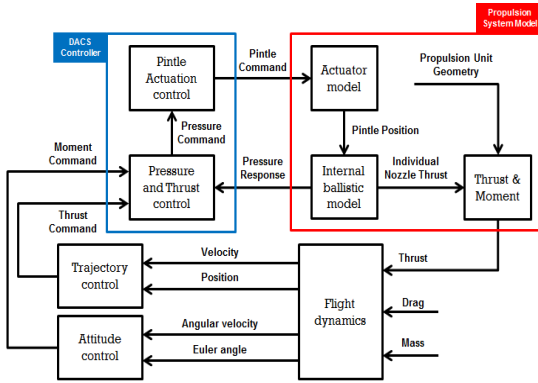 Propulsion
System Model
DACS
Controller
Pintle
Command
Pintle
Actuation
control
Actuator
model
Propulsion Unit
Geometry
Pressure
Command
Pintle Position
Moment
Command
Pressure
and Thrust
control
Pressure
Response
Internal
ballistic
model
Individual
Nozzle Thrust
Thrust &
Moment
Thrust
Command
Trajectory
control
Velocity
Position
Flight
dynamics
Thrust
Drag
Mass
Attitude
control
Angular velocity
Euler angle